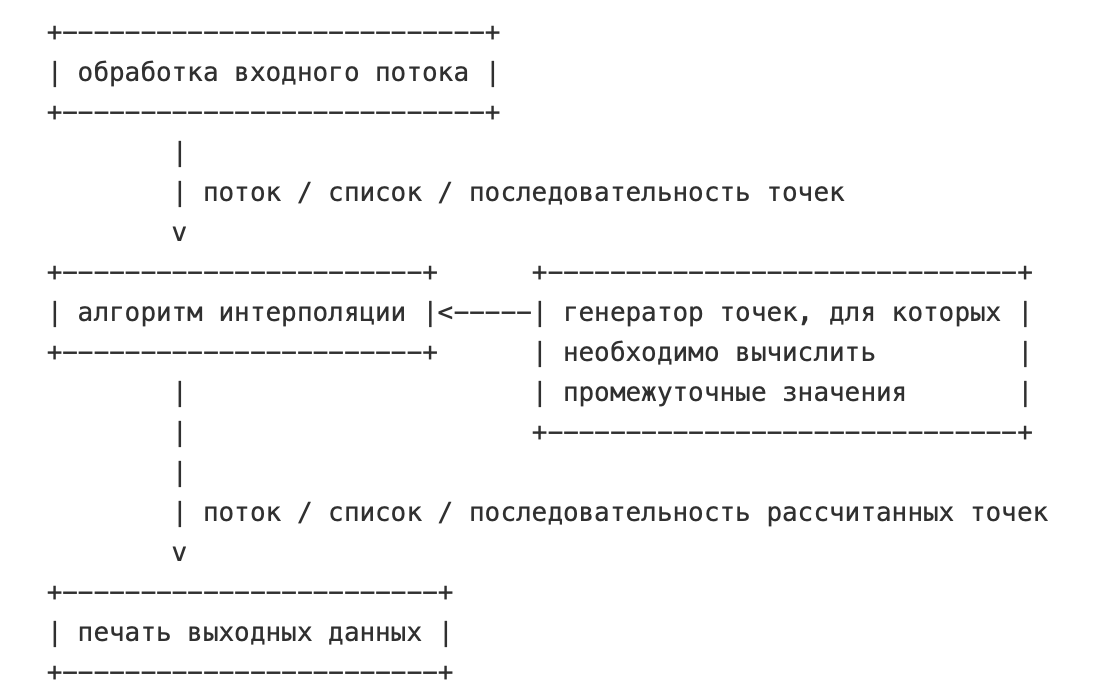 +---------------------------+
| обработка входного потока |
+---------------------------+
        |
        | поток / список / последовательность точек
        v
+-----------------------+      +------------------------------+
| алгоритм интерполяции |<-----| генератор точек, для которых |
+-----------------------+      | необходимо вычислить         |
        |                      | промежуточные значения       |
        |                      +------------------------------+
        |
        | поток / список / последовательность рассчитанных точек
        v
+------------------------+
| печать выходных данных |
+------------------------+